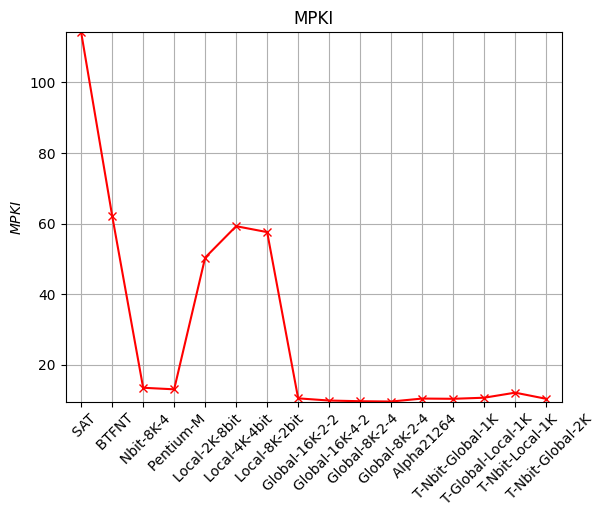 MPKI
MPKI
100
80
60
40
20
SAT
BTFNT
Nbit-8K-4
Pentium-M
Local-2K-8bit
Local-4K-4bit
Local-8K-2bit
Global-16K-2-2
Global-16K-4-2
Global-8K-2-4
Global-8K-2-4
Alpha21264
T-Nbit-Global-1K
T-Global-Local-1K
T-Nbit-Local-1K
T-Nbit-Global-2K